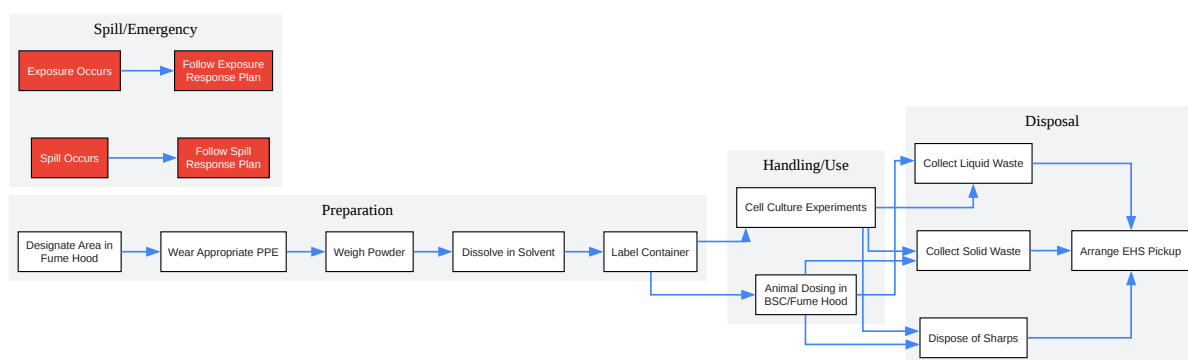 Spill/Emergency
Exposure Occurs
Follow Exposure
Response Plan
Spill Occurs
Follow Spill
Response Plan
Preparation
Designate Area in
Fume Hood
Wear Appropriate PPE
Weigh Powder
Dissolve in Solvent
Label Container
Handling/Use
Cell Culture Experiments
Animal Dosing in
BSC/Fume Hood
Disposal
Collect Liquid Waste
Collect Solid Waste
Arrange EHS Pickup
Dispose of Sharps